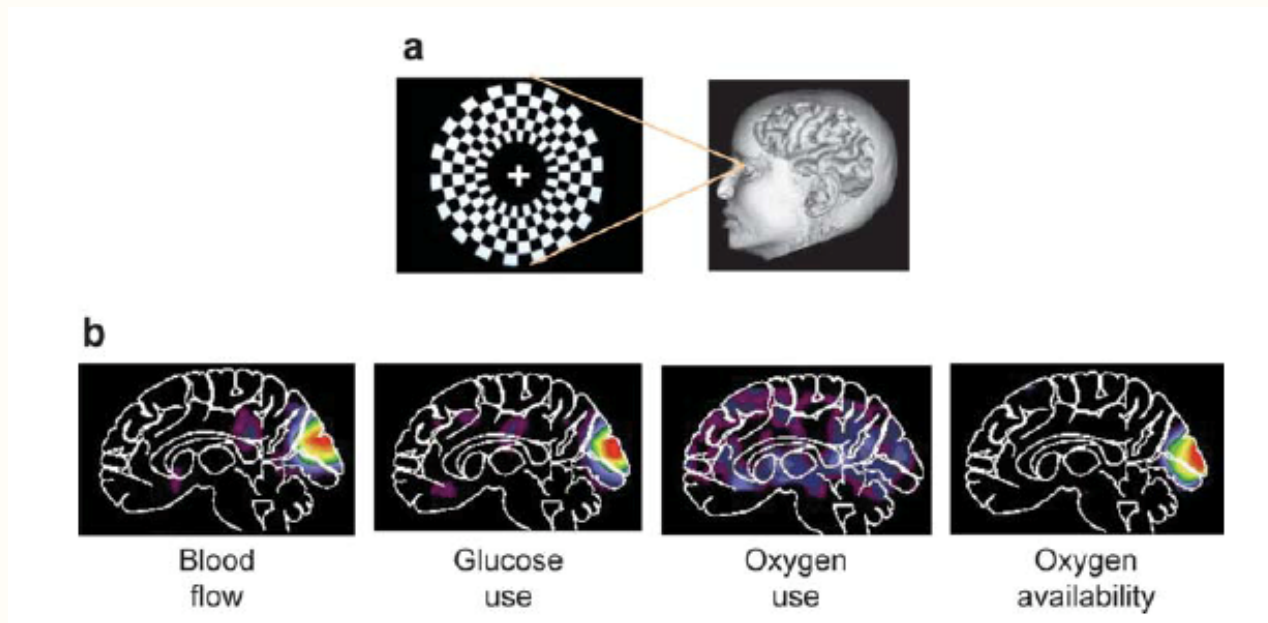 a
b
Blood
flow
Glucose
use
Oxygen
use
Oxygen
availability